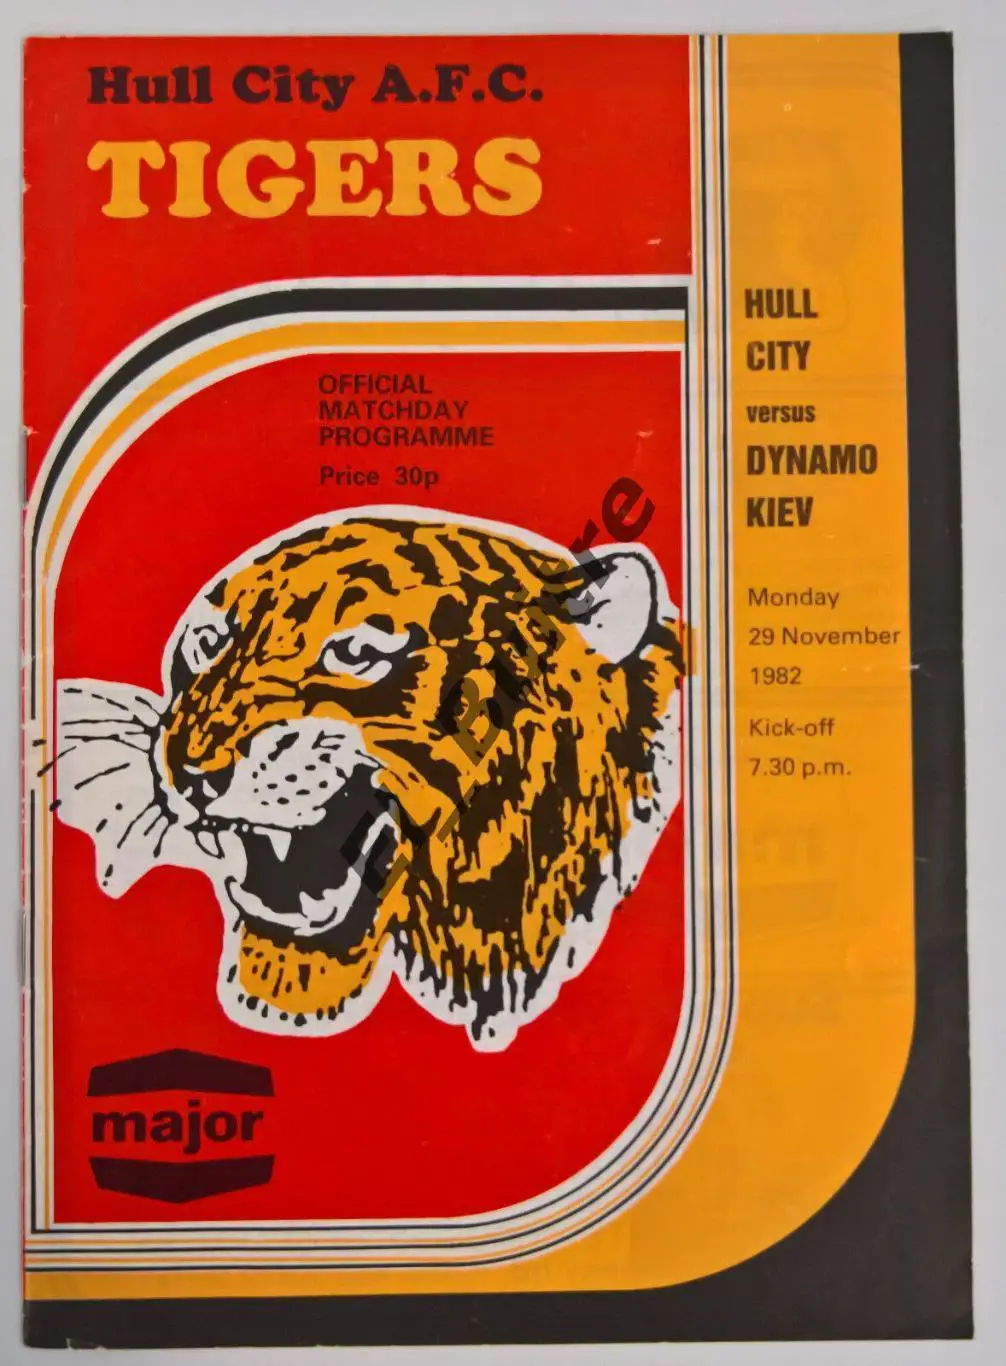 Hull City A.F.C.
TIGERS
OFFICIAL
MATCHDAY
PROGRAMME
Price 30p
HULL
CITY
versus
DYNAMO
KIEV
Monday
29 November
1982
Kick-off
7.30 p.m.
major